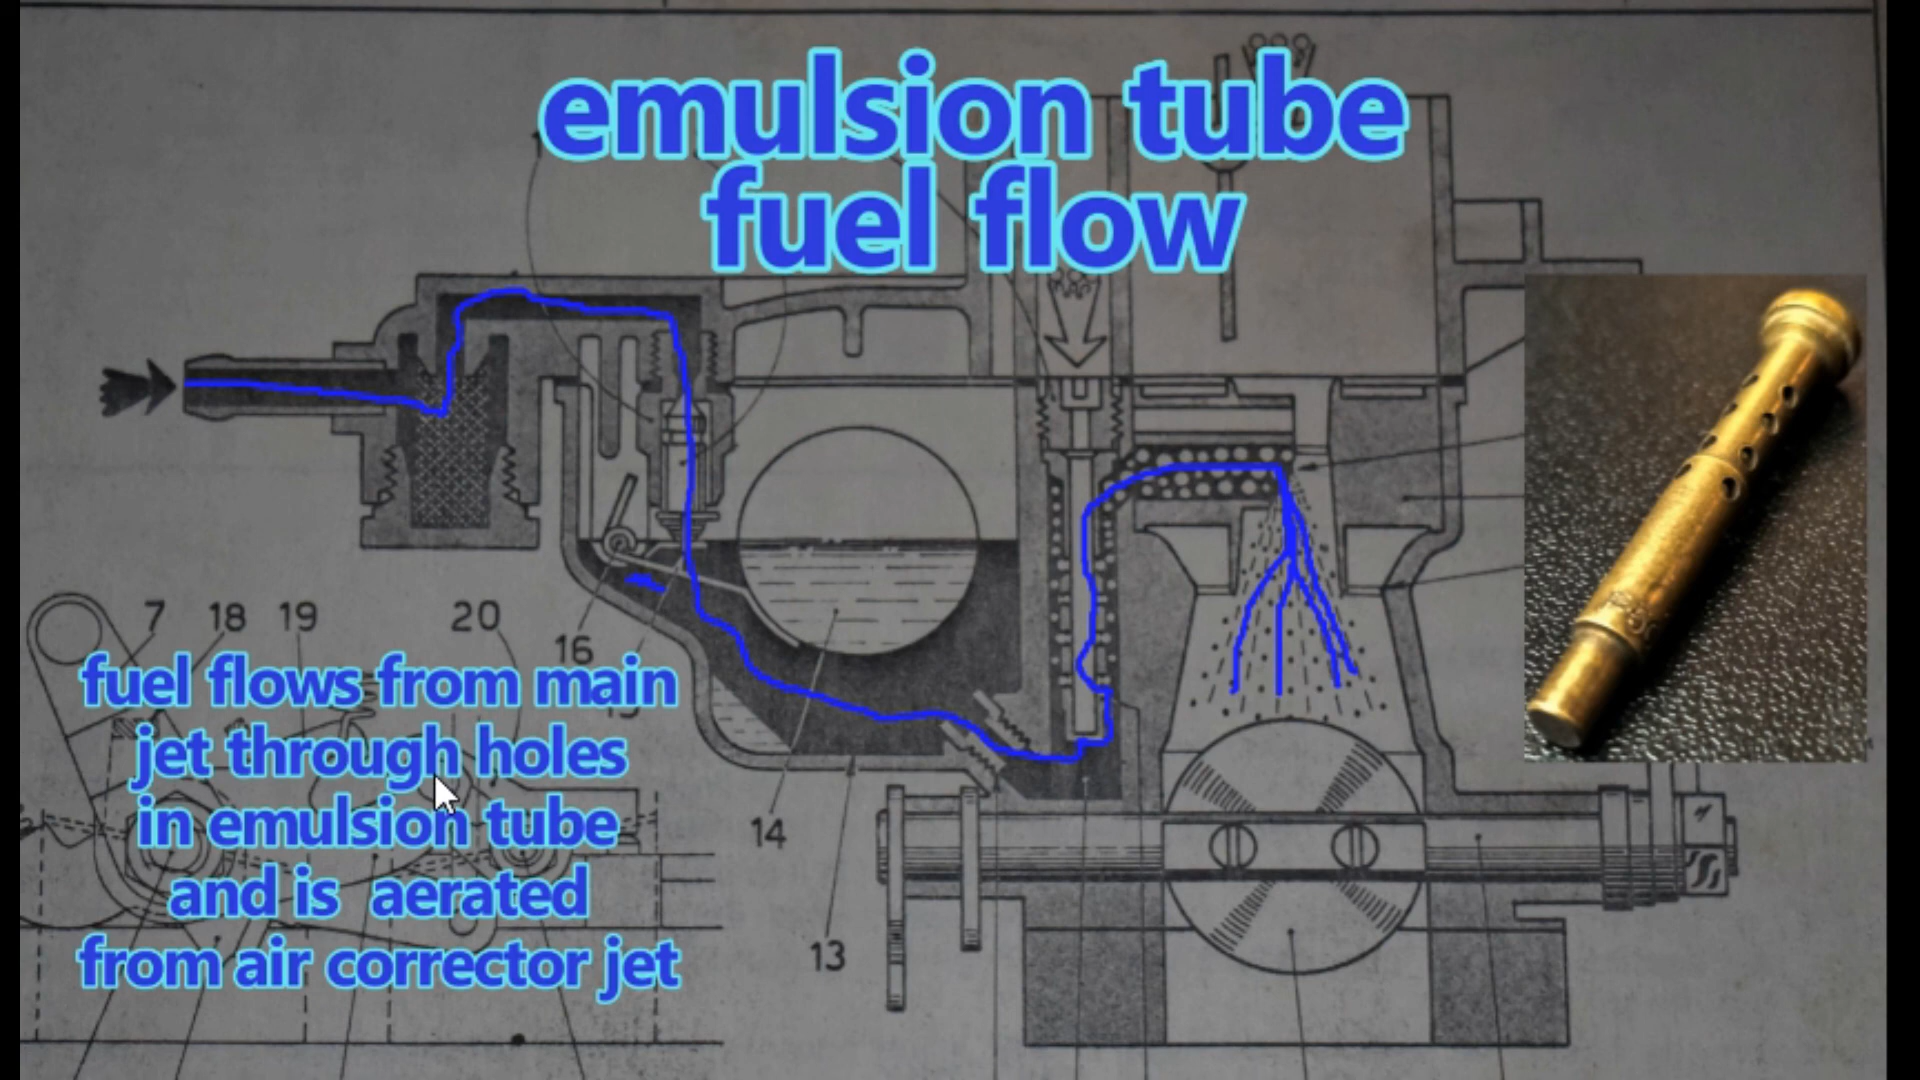 emulsion tube
fuel flow
7 18 19 20
16
fuel flows from main
jet through holes
in emulsion tube
and is aerated
from air corrector jet
14
13